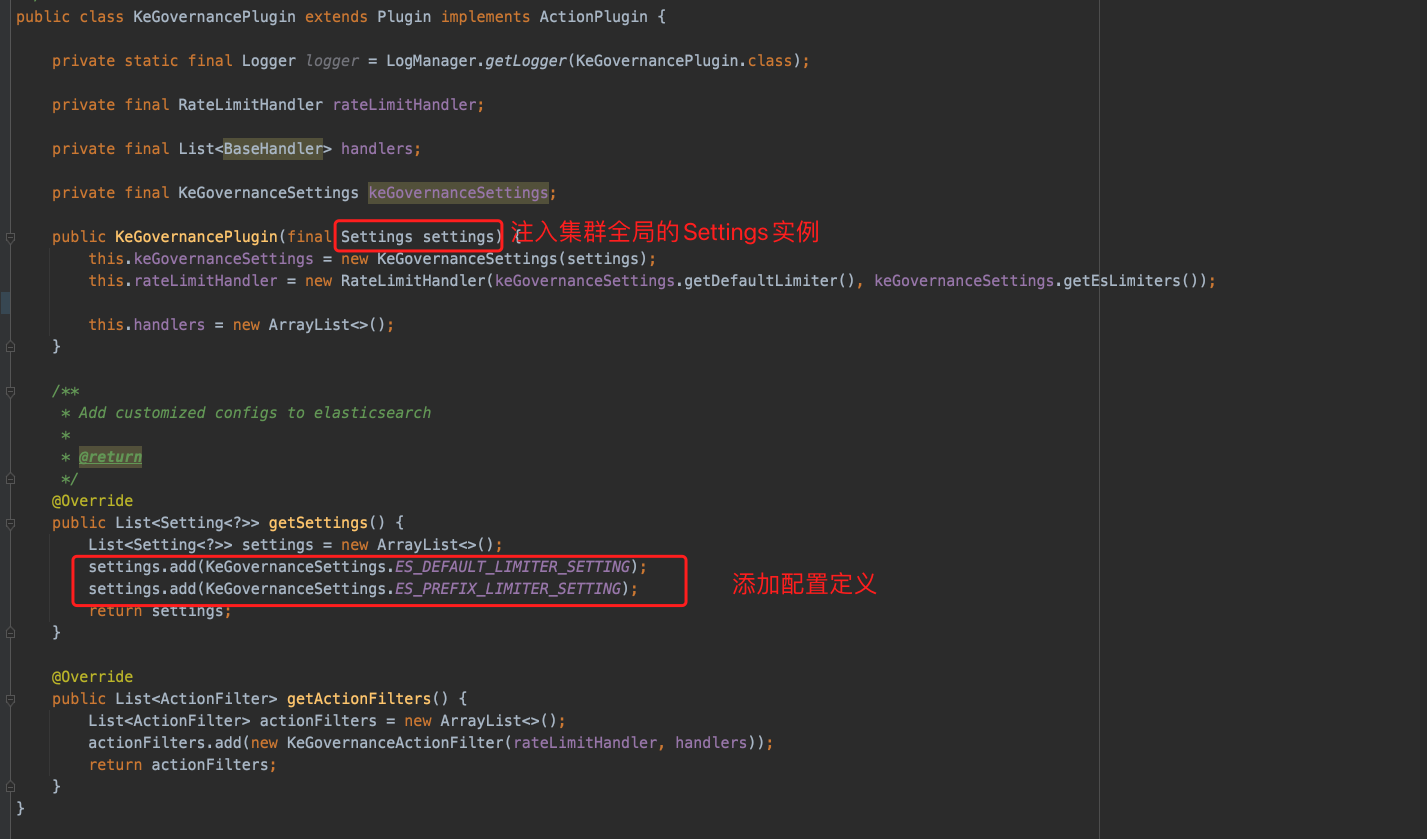 public class KeGovernancePlugin extends Plugin implements ActionPlugin {
private static final Logger logger = LogManager.getLogger(KeGovernancePlugin.class);
private final RateLimitHandler rateLimitHandler;
private final List<BaseHandler> handlers;
private final KeGovernanceSettings keGovernanceSettings;
public KeGovernancePlugin(final Settings settings) { 注入集群全局的Settings实例
this.keGovernanceSettings = new KeGovernanceSettings(settings);
this.rateLimitHandler = new RateLimitHandler(keGovernanceSettings.getDefaultLimiter(), keGovernanceSettings.getEsLimiters());
this.handlers = new ArrayList<>();
}
/**
* Add customized configs to elasticsearch
*
* @return
*/
@Override
public List<Setting<?>> getSettings() {
List<Setting<?>> settings = new ArrayList<>();
settings.add(KeGovernanceSettings.ES_DEFAULT_LIMITER_SETTING);
settings.add(KeGovernanceSettings.ES_PREFIX_LIMITER_SETTING); 添加配置定义
return settings;
}
@Override
public List<ActionFilter> getActionFilters() {
List<ActionFilter> actionFilters = new ArrayList<>();
actionFilters.add(new KeGovernanceActionFilter(rateLimitHandler, handlers));
return actionFilters;
}
}